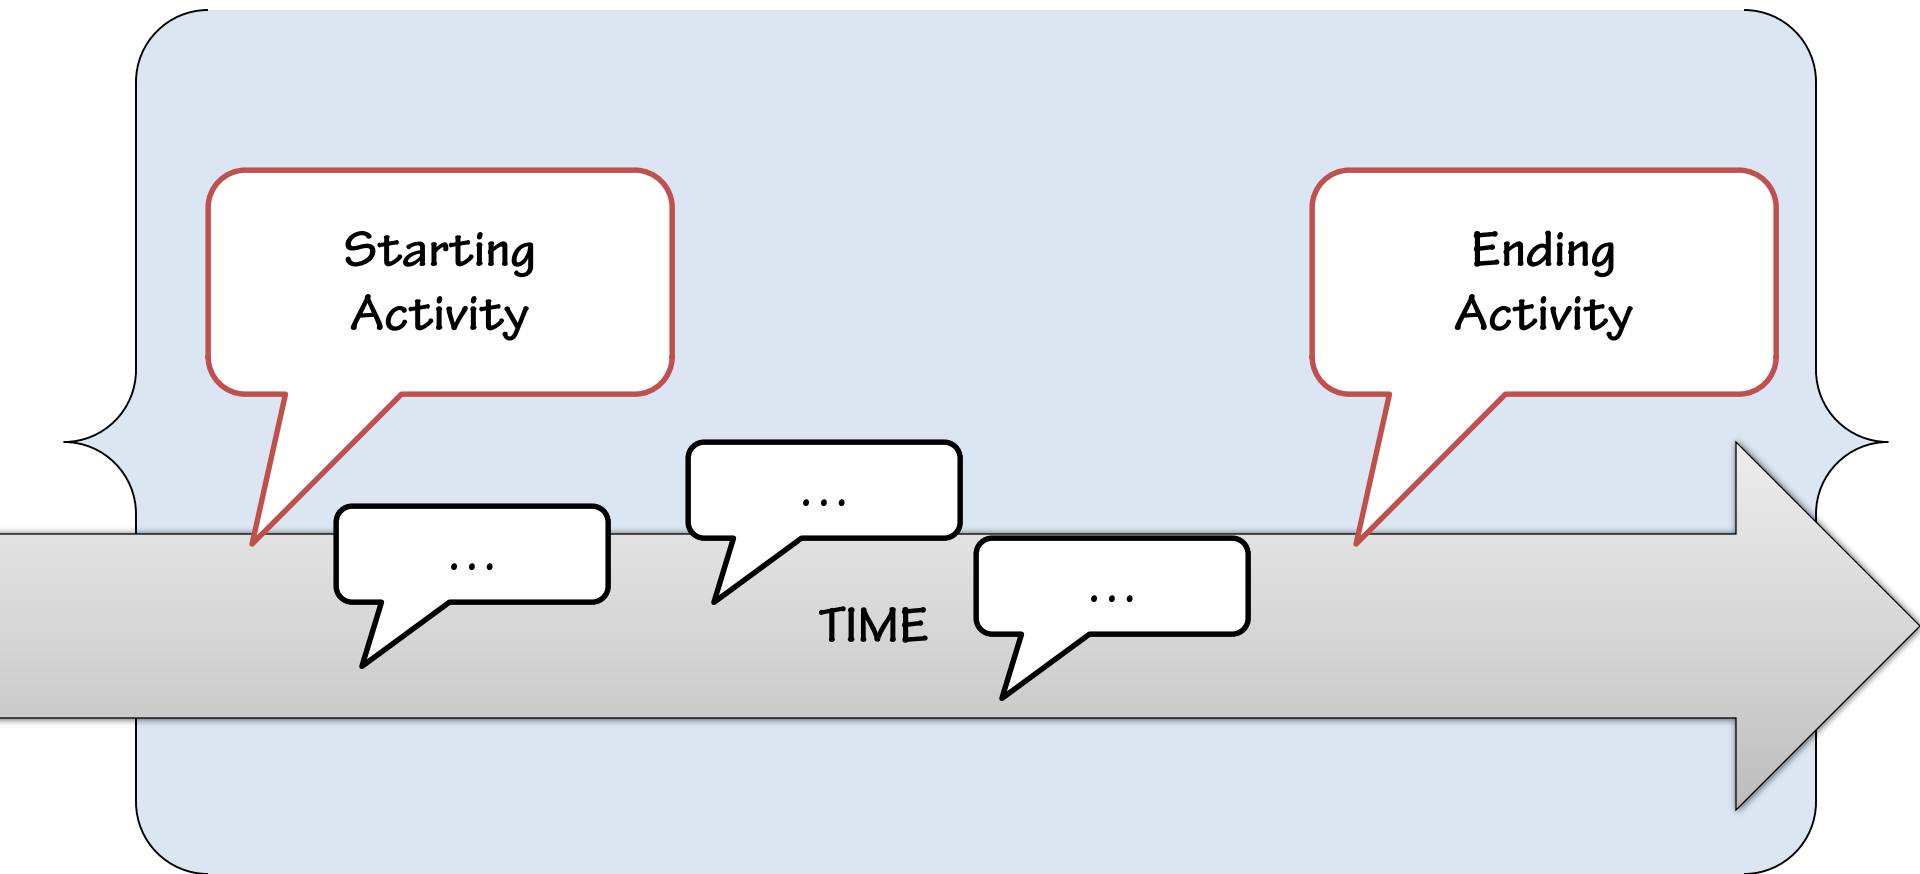 Starting
Activity
Ending
Activity
...
...
...
TIME